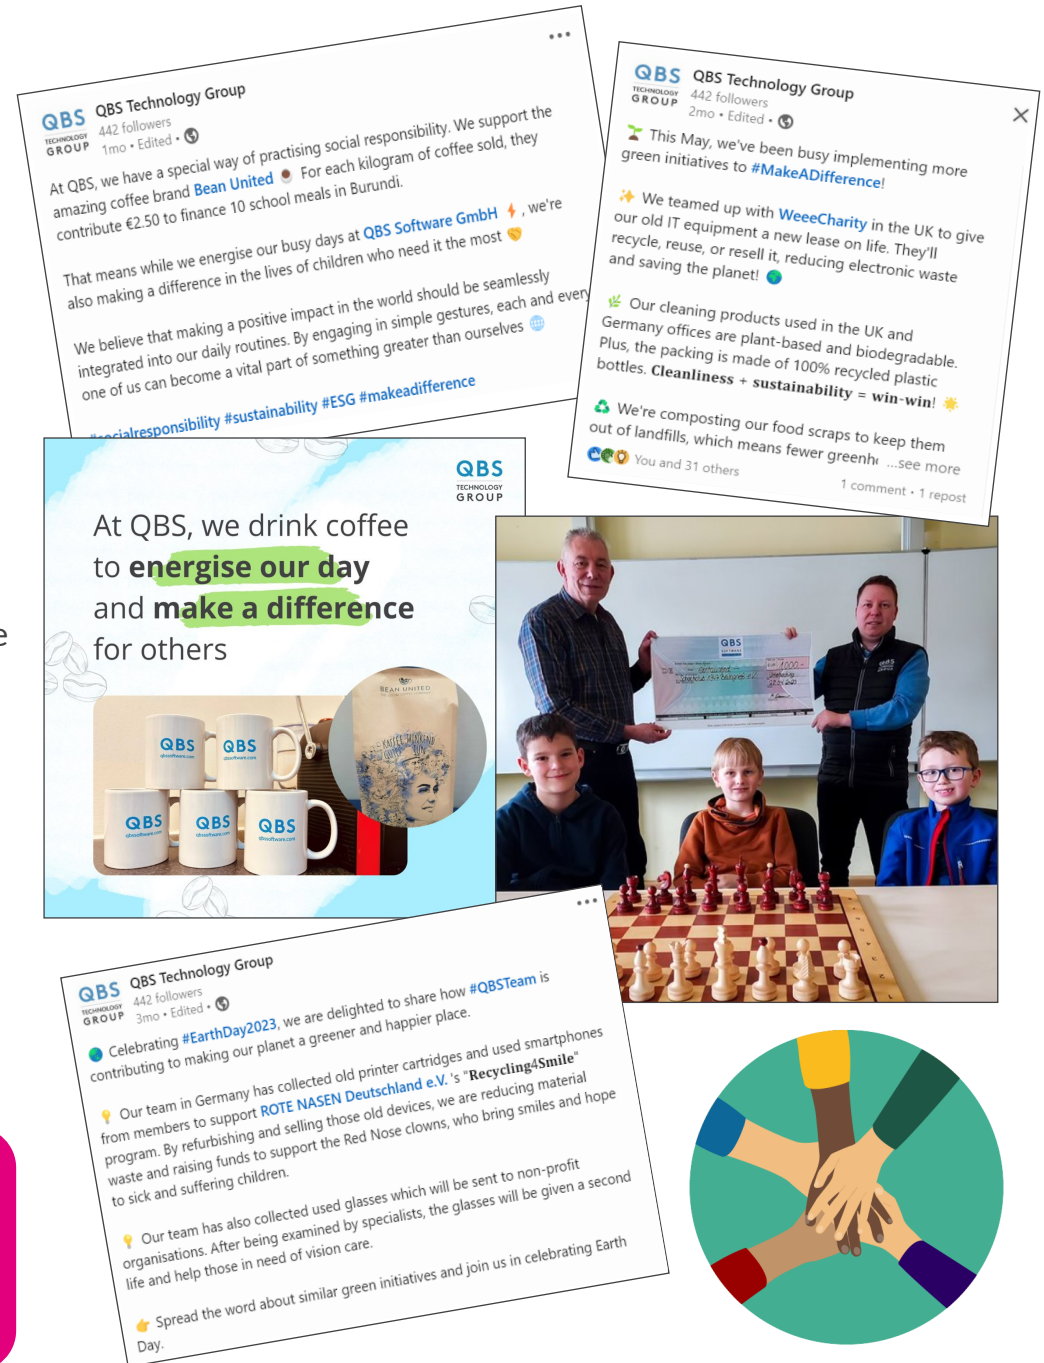 QBS
TECHNOLOGY
GROUP
QBS Technology Group
442 followers
1mo • Edited •
At QBS, we have a special way of practising social responsibility. We support the
amazing coffee brand Bean United ☕ For each kilogram of coffee sold, they
contribute €2.50 to finance 10 school meals in Burundi.
That means while we energise our busy days at QBS Software GmbH ⚡, we're
also making a difference in the lives of children who need it the most
We believe that making a positive impact in the world should be seamlessly
integrated into our daily routines. By engaging in simple gestures, each and every
one of us can become a vital part of something greater than ourselves 🌐
#socialresponsibility #sustainability #ESG #makeadifference
QBS
TECHNOLOGY
GROUP
QBS Technology Group
442 followers
2mo • Edited •
🌱 This May, we've been busy implementing more
green initiatives to #MakeADifference!
✨ We teamed up with WeeeCharity in the UK to give
our old IT equipment a new lease on life. They'll
recycle, reuse, or resell it, reducing electronic waste
and saving the planet! 🌍
🌿 Our cleaning products used in the UK and
Germany offices are plant-based and biodegradable.
Plus, the packing is made of 100% recycled plastic
bottles. Cleanliness + sustainability = win-win! 🌟
♻️ We're composting our food scraps to keep them
out of landfills, which means fewer greenh ...see more
You and 31 others
1 comment • 1 repost
QBS
TECHNOLOGY
GROUP
At QBS, we drink coffee
to energise our day
and make a difference
for others
e
BEAN UNITED
QBS
qbssoftware.com
QBS
qbssoftware.com
QBS
qbssoftware.com
QBS
qbssoftware.com
QBS
qbssoftware.com
QBS
SOFTWARE
1000.-
QBS
QBS
TECHNOLOGY
GROUP
QBS Technology Group
442 followers
3mo • Edited •
🌍 Celebrating #EarthDay2023, we are delighted to share how #QBSTeam is
contributing to making our planet a greener and happier place.
💡 Our team in Germany has collected old printer cartridges and used smartphones
from members to support ROTE NASEN Deutschland e.V. 's "Recycling4Smile"
program. By refurbishing and selling those old devices, we are reducing material
waste and raising funds to support the Red Nose clowns, who bring smiles and hope
to sick and suffering children.
💡 Our team has also collected used glasses which will be sent to non-profit
organisations. After being examined by specialists, the glasses will be given a second
life and help those in need of vision care.
👉 Spread the word about similar green initiatives and join us in celebrating Earth
Day.